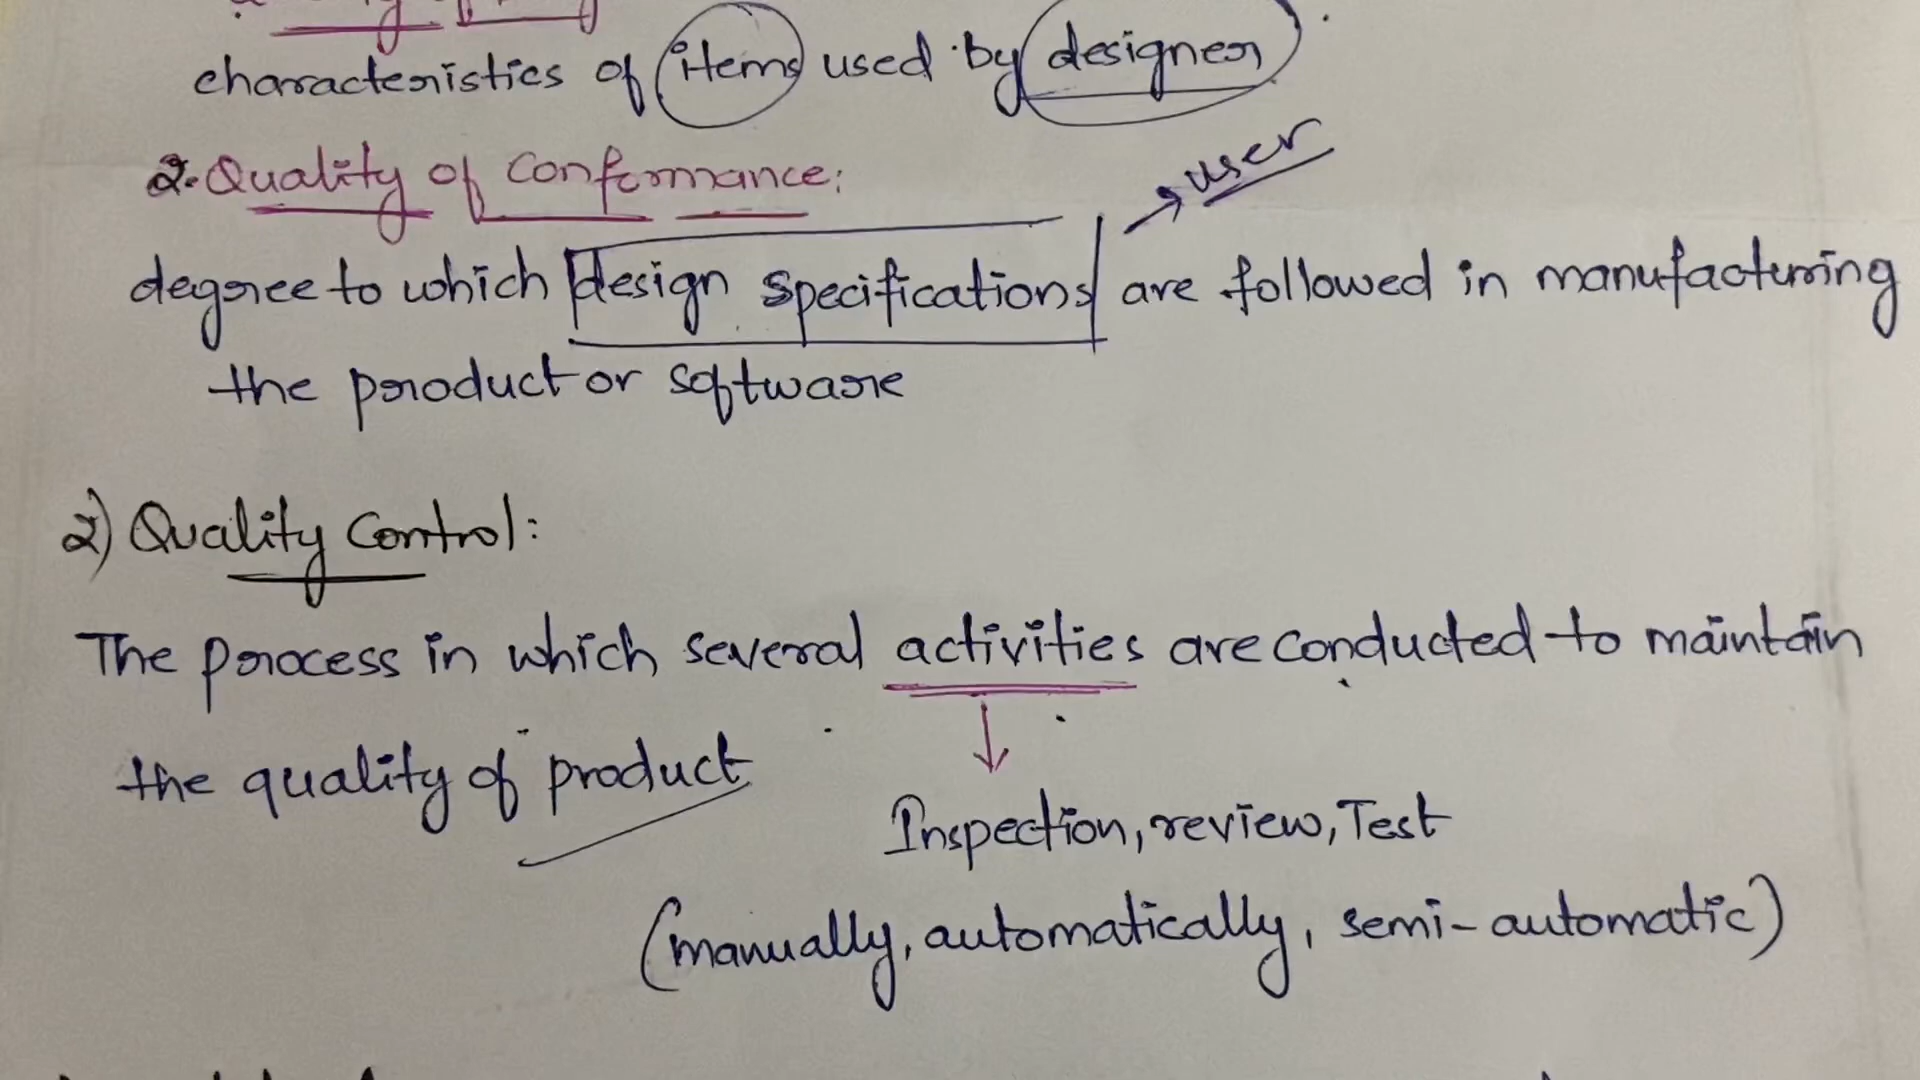 characteristics of items used by designer
2. Quality of Conformance:
→ user
degree to which design specifications are followed in manufacturing
the product or software
2) Quality Control:
The process in which several activities are conducted to maintain
the quality of product
↓
Inspection, review, Test
(manually, automatically, semi-automatic)